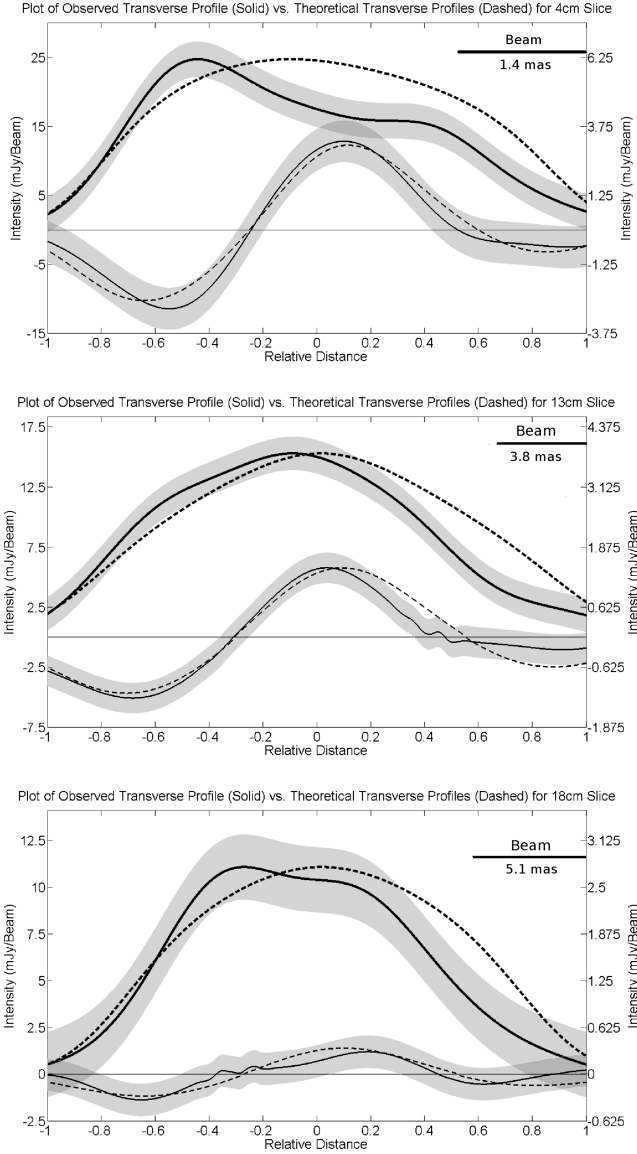 Plot of Observed Transverse Profile (Solid) vs. Theoretical Transverse Profiles (Dashed) for 4cm Slice
Beam
1.4 mas
25
15
5
-5
-15
6.25
3.75
1.25
-1.25
-3.75
Intensity (mJy/Beam)
Intensity (mJy/Beam)
-1 -0.8 -0.6 -0.4 -0.2 0 0.2 0.4 0.6 0.8 1
Relative Distance
Plot of Observed Transverse Profile (Solid) vs. Theoretical Transverse Profiles (Dashed) for 13cm Slice
Beam
3.8 mas
17.5
12.5
7.5
2.5
-2.5
-7.5
4.375
3.125
1.875
0.625
-0.625
-1.875
Intensity (mJy/Beam)
Intensity (mJy/Beam)
-1 -0.8 -0.6 -0.4 -0.2 0 0.2 0.4 0.6 0.8 1
Relative Distance
Plot of Observed Transverse Profile (Solid) vs. Theoretical Transverse Profiles (Dashed) for 18cm Slice
Beam
5.1 mas
12.5
10
7.5
5
2.5
0
-2.5
3.125
2.5
1.875
1.25
0.625
0
-0.625
Intensity (mJy/Beam)
Intensity (mJy/Beam)
-1 -0.8 -0.6 -0.4 -0.2 0 0.2 0.4 0.6 0.8 1
Relative Distance